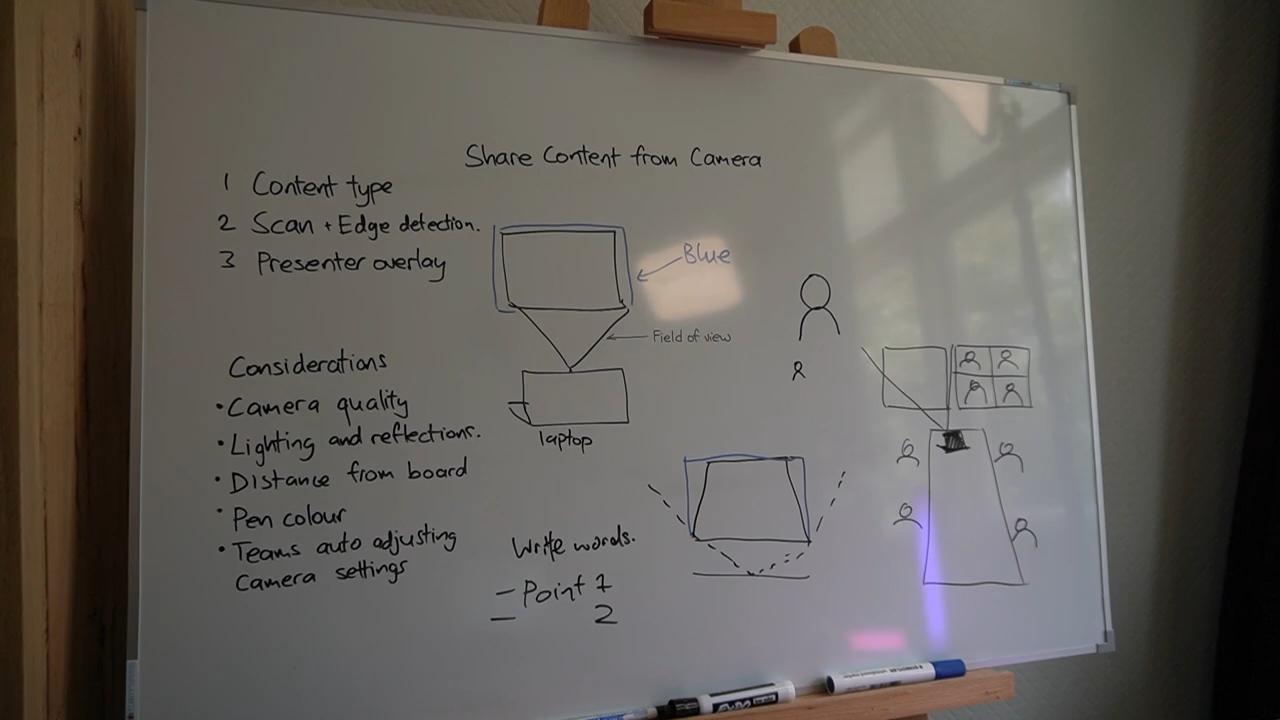 Share Content from Camera
1 Content type
2 Scan + Edge detection.
3 Presenter overlay
Blue
Field of view
laptop
Considerations
• Camera quality
• Lighting and reflections.
• Distance from board
• Pen colour
• Teams auto adjusting
Camera settings
Write words.
– Point 1
– 2